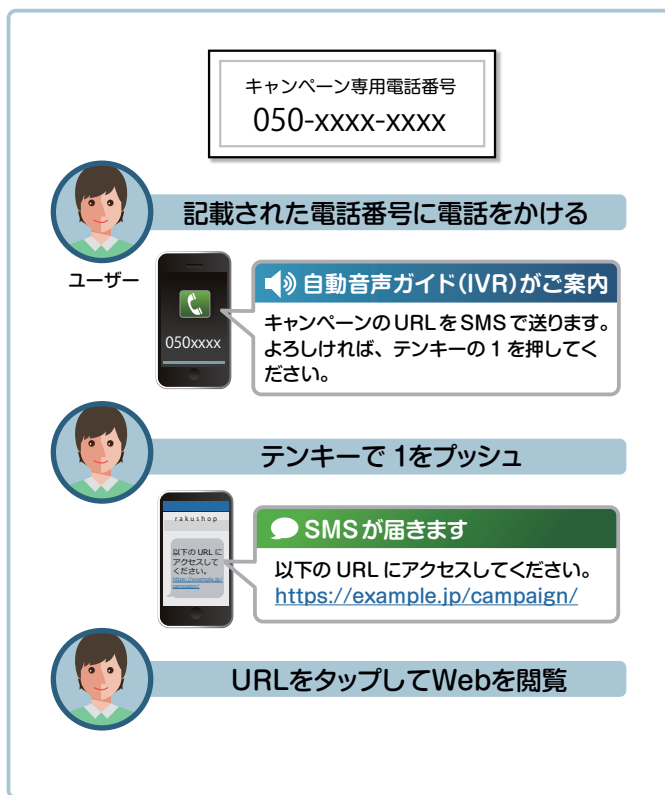 キャンペーン専用電話番号
050-xxxx-xxxx
記載された電話番号に電話をかける
ユーザー
050xxxx
自動音声ガイド(IVR)がご案内
キャンペーンのURLをSMSで送ります。
よろしければ、テンキーの1を押してく
ださい。
テンキーで 1をプッシュ
rakushop
以下の URL に
アクセスして
ください。
https://example.jp/
campaign/
SMSが届きます
以下の URL にアクセスしてください。
https://example.jp/campaign/
URLをタップしてWebを閲覧